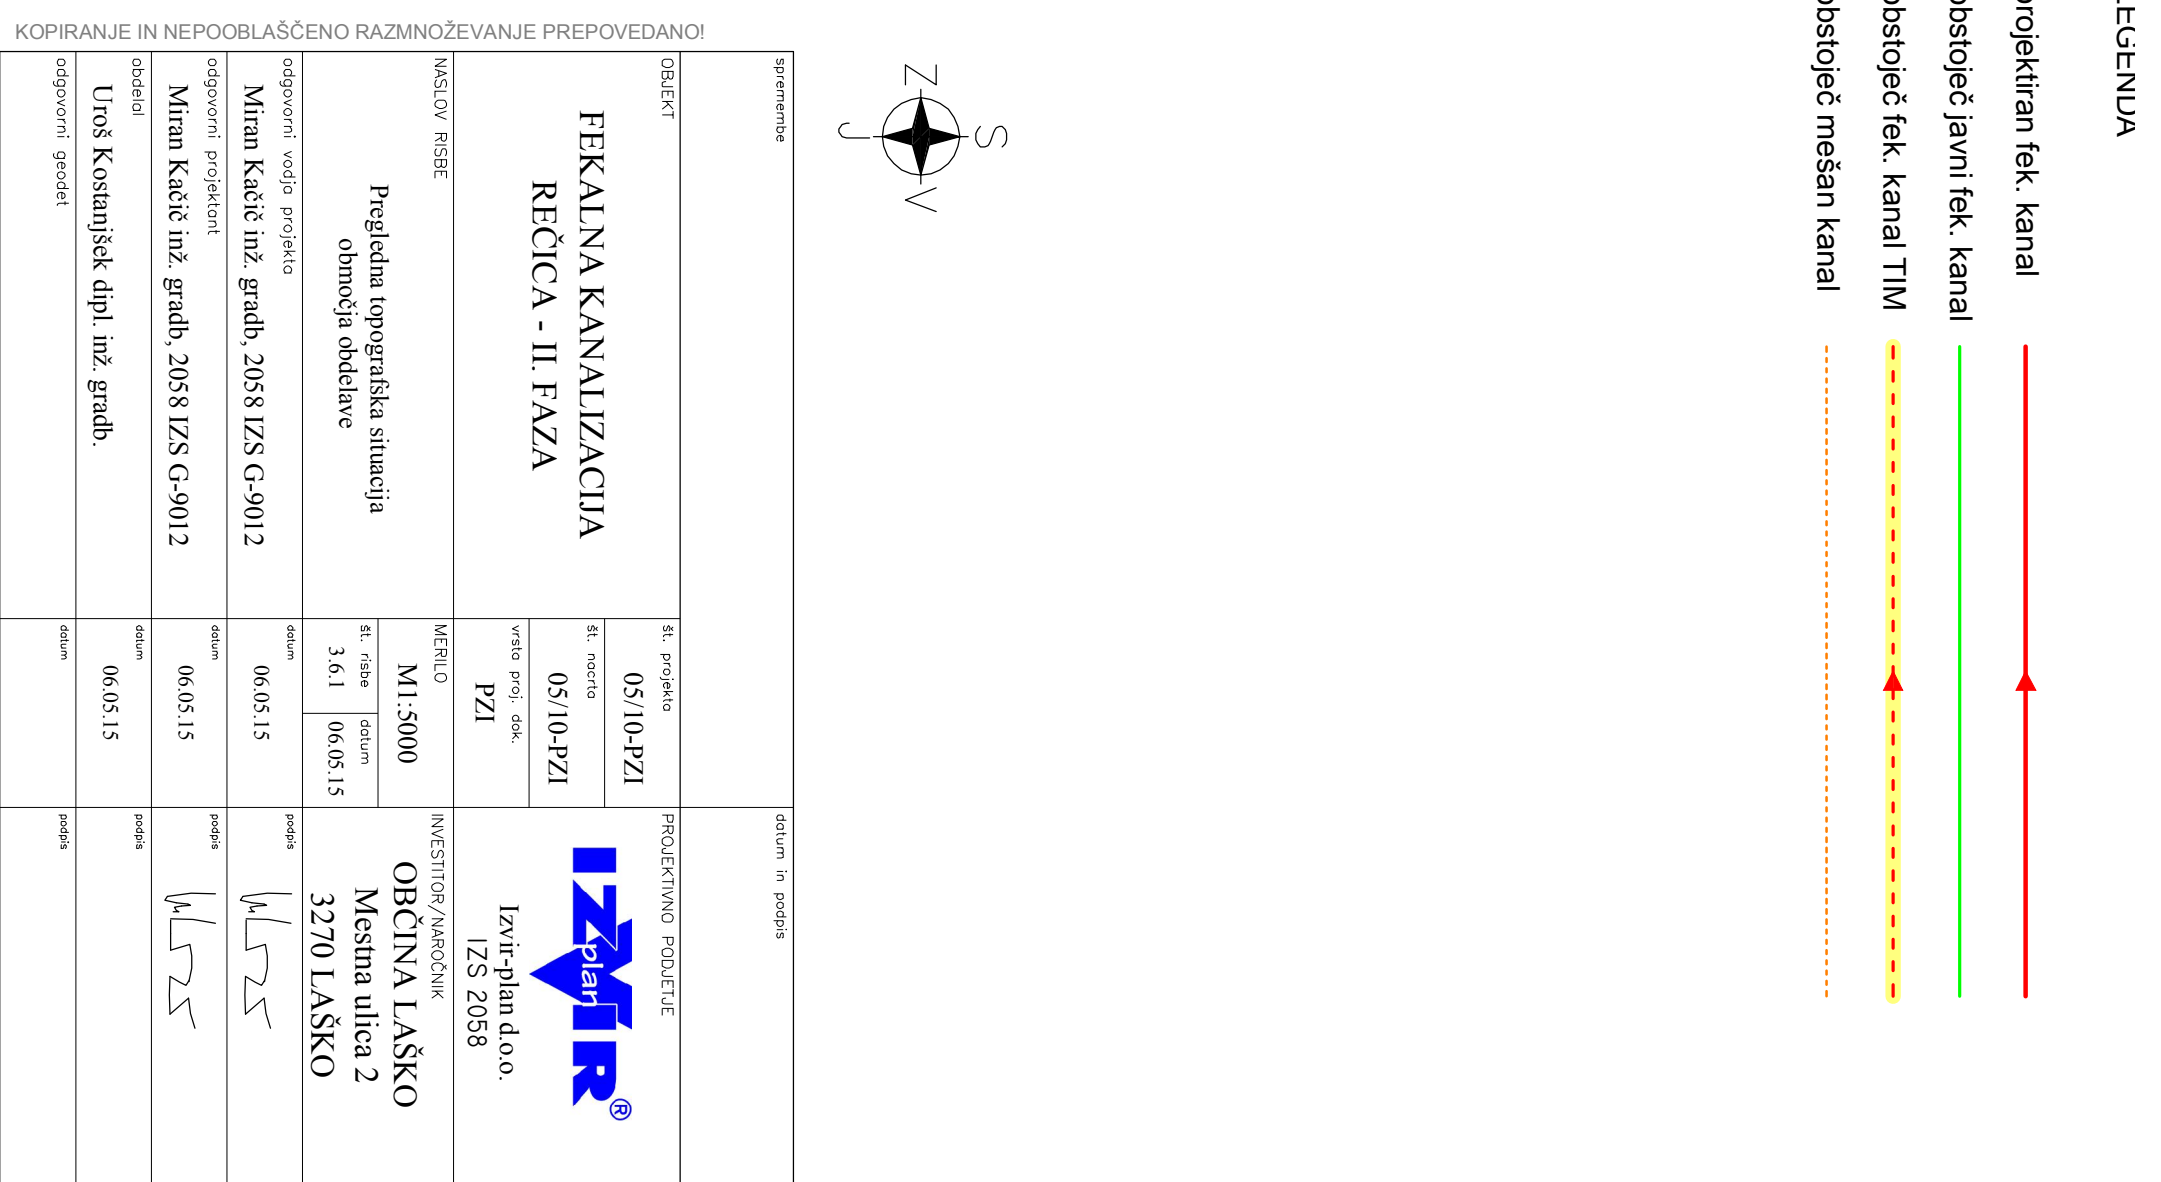 KOPIRANJE IN NEPOOBLAŠČENO RAZMNOŽEVANJE PREPOVEDANO!
LEGENDA
projektiran fek. kanal
obstoječ javni fek. kanal
obstoječ fek. kanal TIM
obstoječ mešan kanal
S
Z
V
J
spremembe
datum in podpis
OBJEKT
FEKALNA KANALIZACIJA
REČICA - II. FAZA
št. projekta
05/10-PZI
št. nacrta
05/10-PZI
vrsta proj. dok.
PZI
PROJEKTIVNO PODJETJE
IZVIR
plan
®
Izvir-plan d.o.o.
IZS 2058
NASLOV RISBE
Pregledna topografska situacija
območja obdelave
MERILO
M1:5000
št. risbe
3.6.1
datum
06.05.15
INVESTITOR/NAROČNIK
OBČINA LAŠKO
Mestna ulica 2
3270 LAŠKO
odgovorni vodja projekta
Miran Kačič inž. gradb, 2058 IZS G-9012
datum
06.05.15
podpis
odgovorni projektant
Miran Kačič inž. gradb, 2058 IZS G-9012
datum
06.05.15
podpis
obdelal
Uroš Kostanjšek dipl. inž. gradb.
datum
06.05.15
podpis
odgovorni geodet
datum
podpis